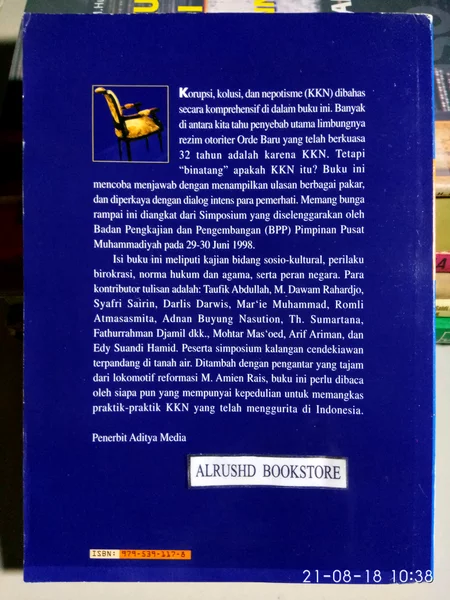 Korupsi, kolusi, dan nepotisme (KKN) dibahas
secara komprehensif di dalam buku ini. Banyak
di antara kita tahu penyebab utama limbungnya
rezim otoriter Orde Baru yang telah berkuasa
32 tahun adalah karena KKN. Tetapi
"binatang" apakah KKN itu? Buku ini
mencoba menjawab dengan menampilkan ulasan berbagai pakar,
dan diperkaya dengan dialog intens para pemerhati. Memang bunga
rampai ini diangkat dari Simposium yang diselenggarakan oleh
Badan Pengkajian dan Pengembangan (BPP) Pimpinan Pusat
Muhammadiyah pada 29-30 Juni 1998.
Isi buku ini meliputi kajian bidang sosio-kultural, perilaku
birokrasi, norma hukum dan agama, serta peran negara. Para
kontributor tulisan adalah: Taufik Abdullah, M. Dawam Rahardjo,
Syafri Sairin, Darlis Darwis, Mar'ie Muhammad, Romli
Atmasasmita, Adnan Buyung Nasution, Th. Sumartana,
Fathurrahman Djamil dkk., Mohtar Mas'oed, Arif Ariman, dan
Edy Suandi Hamid. Peserta simposium kalangan cendekiawan
terpandang di tanah air. Ditambah dengan pengantar yang tajam
dari lokomotif reformasi M. Amien Rais, buku ini perlu dibaca
oleh siapa pun yang mempunyai kepedulian untuk memangkas
praktik-praktik KKN yang telah menggurita di Indonesia.
Penerbit Aditya Media
ALRUSHD BOOKSTORE
ISBN: 979-539-117-8
21-08-18 10:38